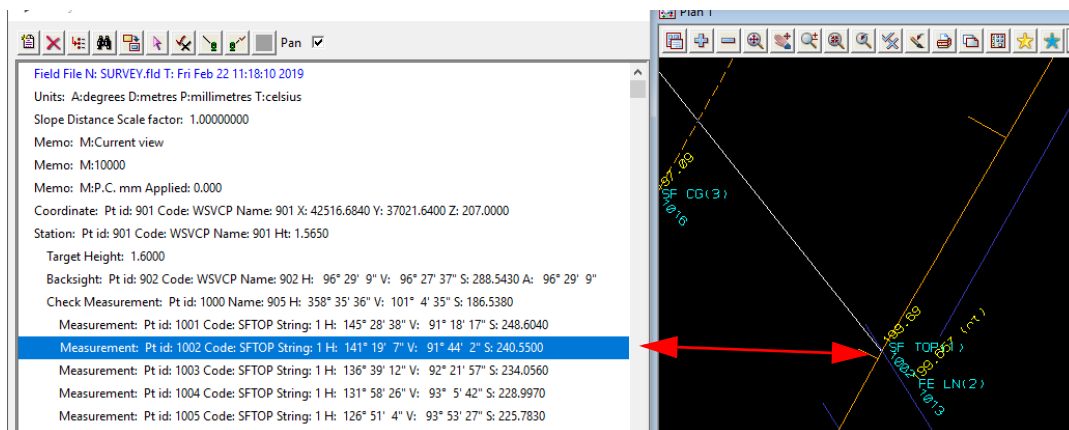 Pan
Field File N: SURVEY.fld T: Fri Feb 22 11:18:10 2019
Units: A:degrees D:metres P:millimetres T:celsius
Slope Distance Scale factor: 1.00000000
Memo: M:Current view
Memo: M:10000
Memo: M:P.C. mm Applied: 0.000
Coordinate: Pt id: 901 Code: WSVCP Name: 901 X: 42516.6840 Y: 37021.6400 Z: 207.0000
Station: Pt id: 901 Code: WSVCP Name: 901 Ht: 1.5650
Target Height: 1.6000
Backsight: Pt id: 902 Code: WSVCP Name: 902 H: 96° 29' 9" V: 96° 27' 37" S: 288.5430 A: 96° 29' 9"
Check Measurement: Pt id: 1000 Name: 905 H: 358° 35' 36" V: 101° 4' 35" S: 186.5380
Measurement: Pt id: 1001 Code: SFTOP String: 1 H: 145° 28' 38" V: 91° 18' 17" S: 248.6040
Measurement: Pt id: 1002 Code: SFTOP String: 1 H: 141° 19' 7" V: 91° 44' 2" S: 240.5500
Measurement: Pt id: 1003 Code: SFTOP String: 1 H: 136° 39' 12" V: 92° 21' 57" S: 234.0560
Measurement: Pt id: 1004 Code: SFTOP String: 1 H: 131° 58' 26" V: 93° 5' 42" S: 228.9970
Measurement: Pt id: 1005 Code: SFTOP String: 1 H: 126° 51' 4" V: 93° 53' 27" S: 225.7830
Plan 1
97.09
SF CG(3)
1016
199.69
SF TOP(1)
1002
(nt)
FE LN(2)
1013